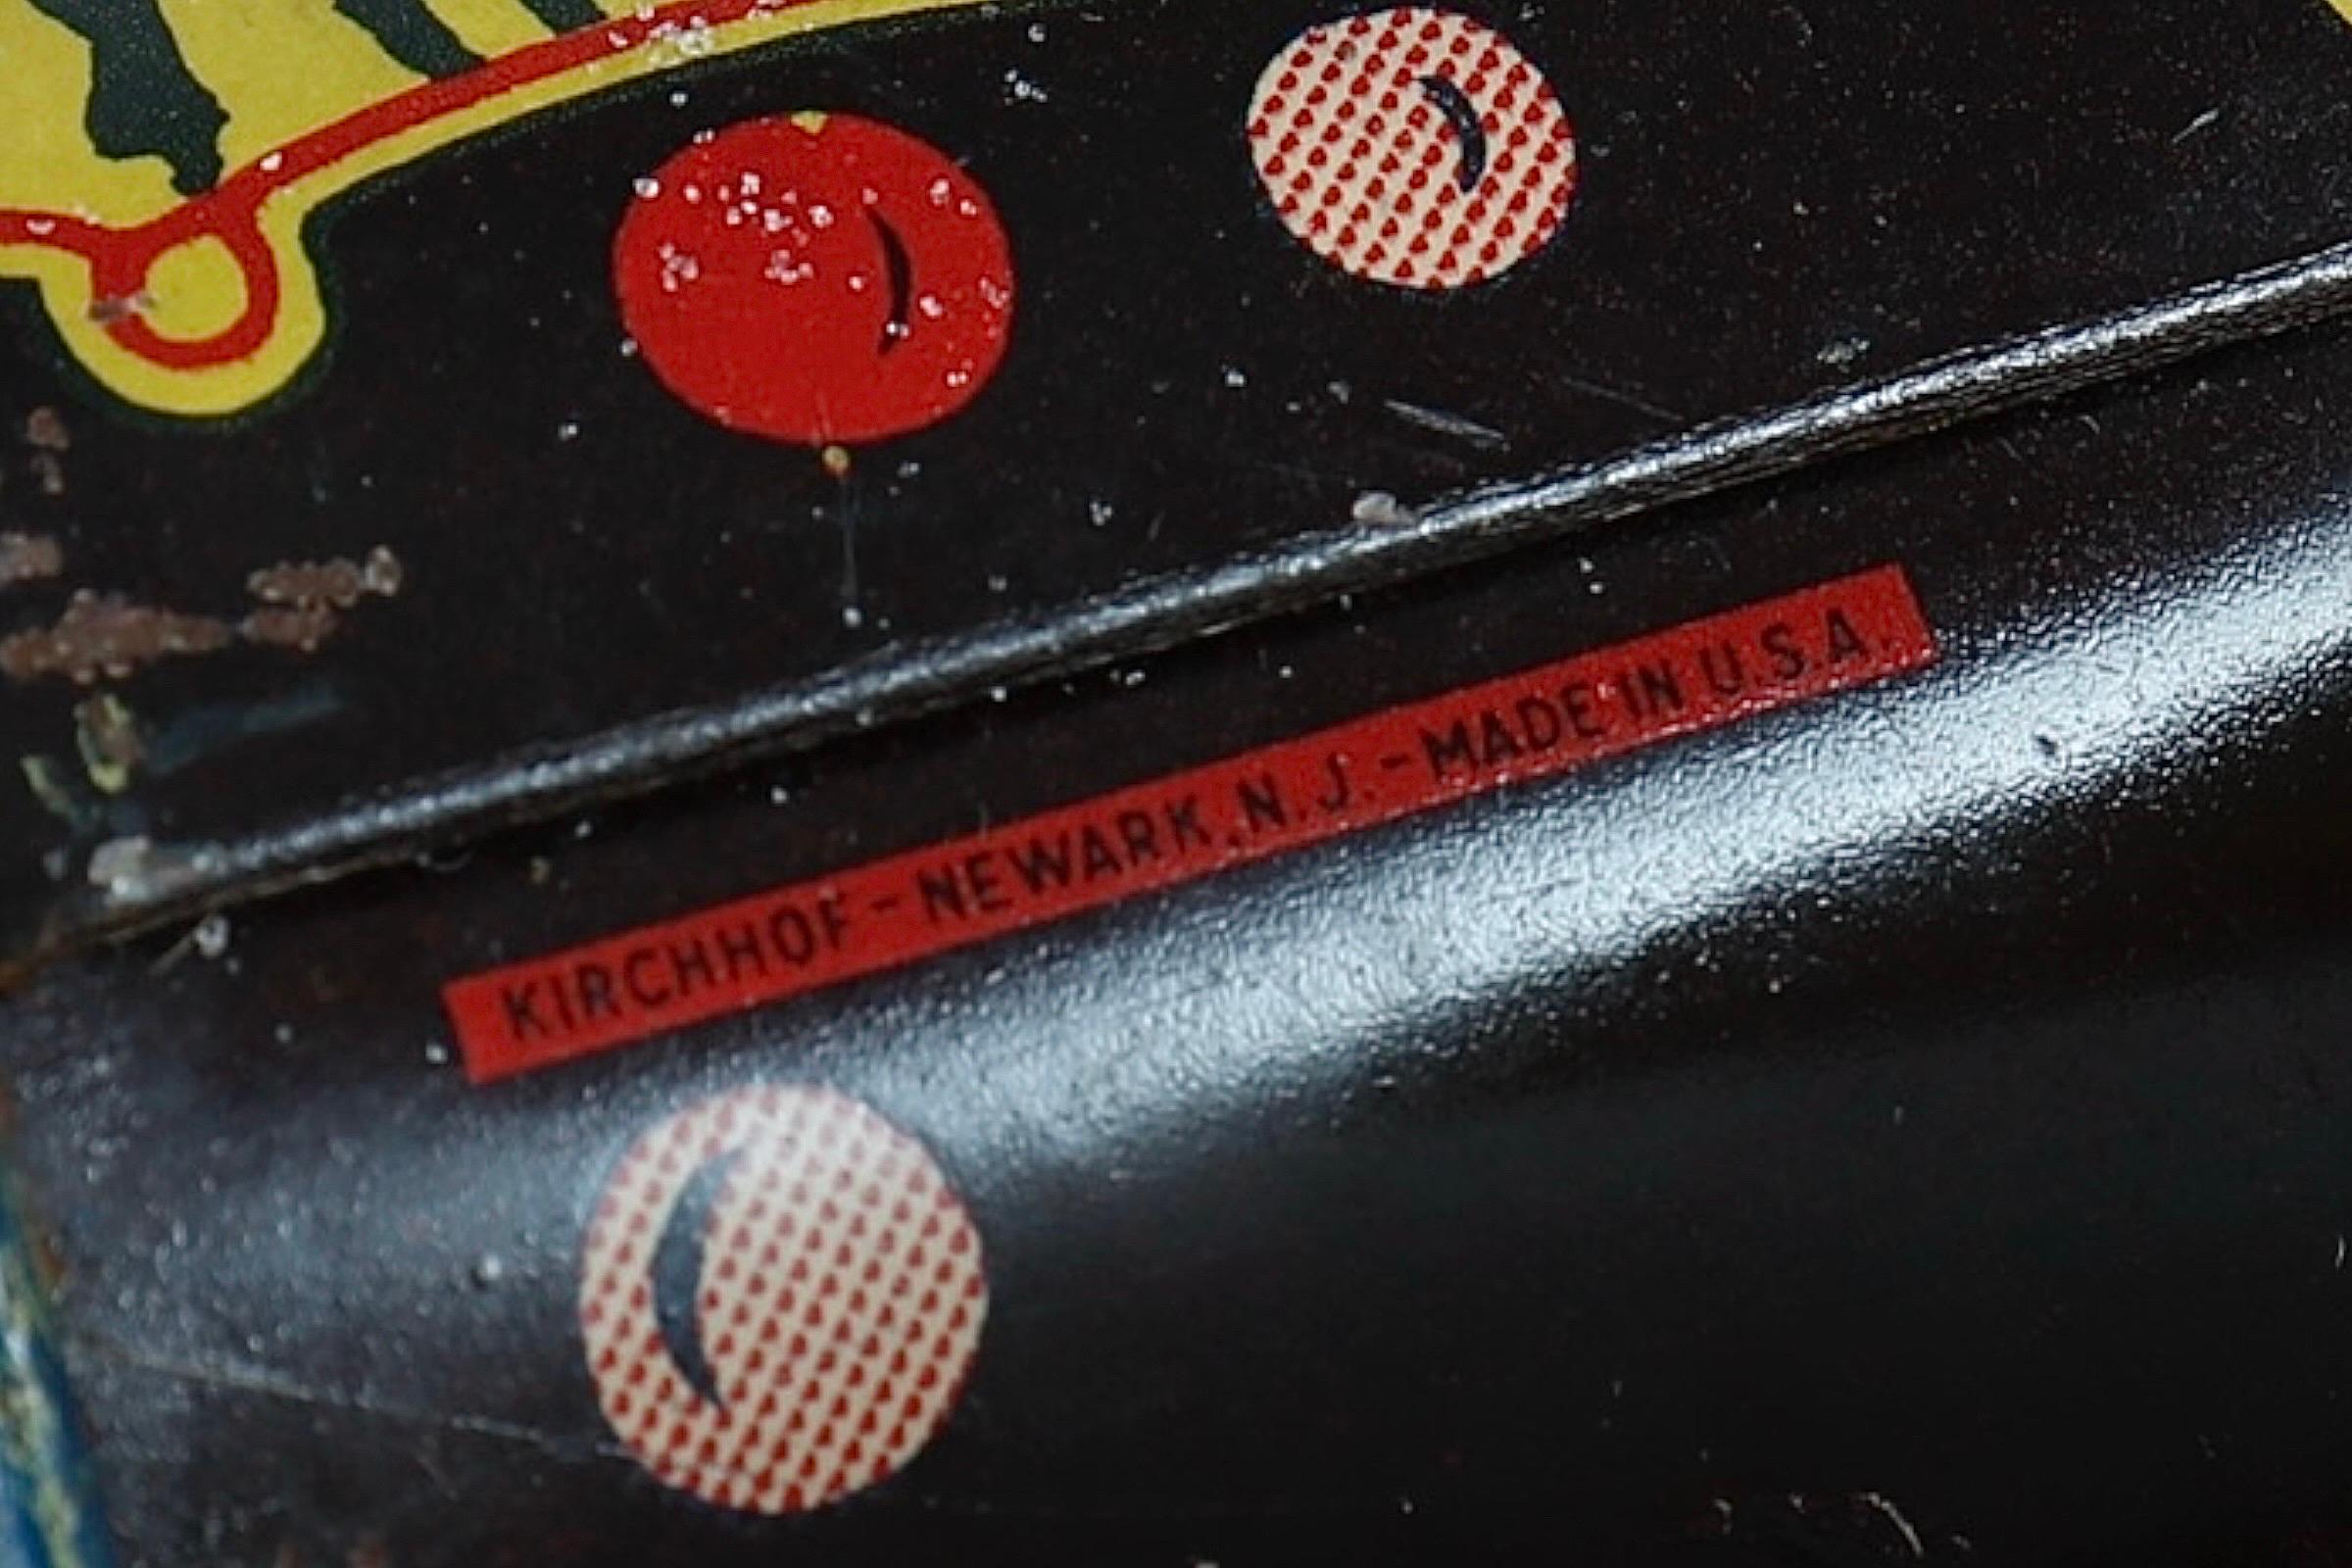 KIRCHHOF - NEWARK, N. J. - MADE IN U.S.A.